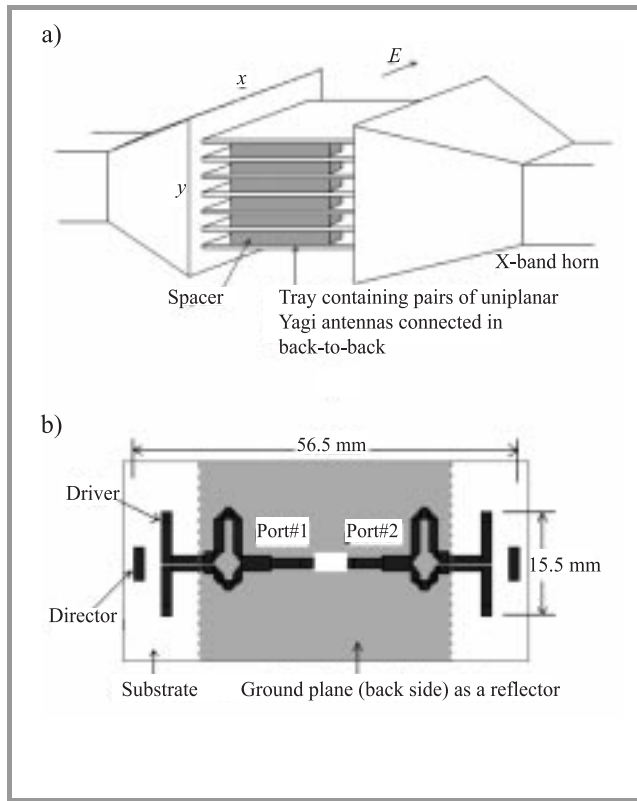 a)
x
E
y
X-band horn
Spacer
Tray containing pairs of uniplanar
Yagi antennas connected in
back-to-back
b)
56.5 mm
Driver
Port#1
Port#2
15.5 mm
Director
Substrate
Ground plane (back side) as a reflector